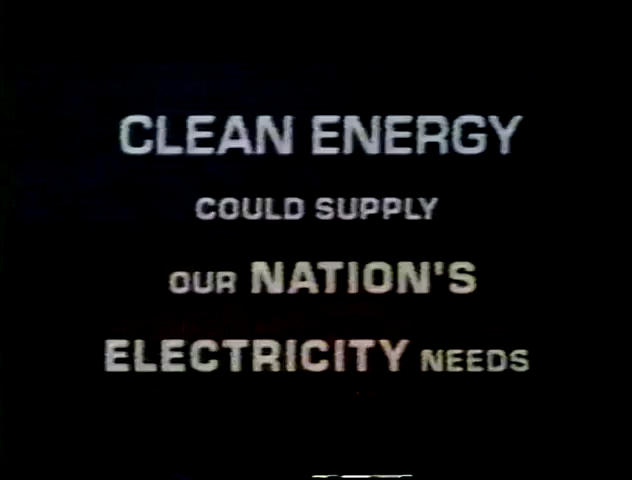 CLEAN ENERGY
COULD SUPPLY
OUR NATION'S
ELECTRICITY NEEDS